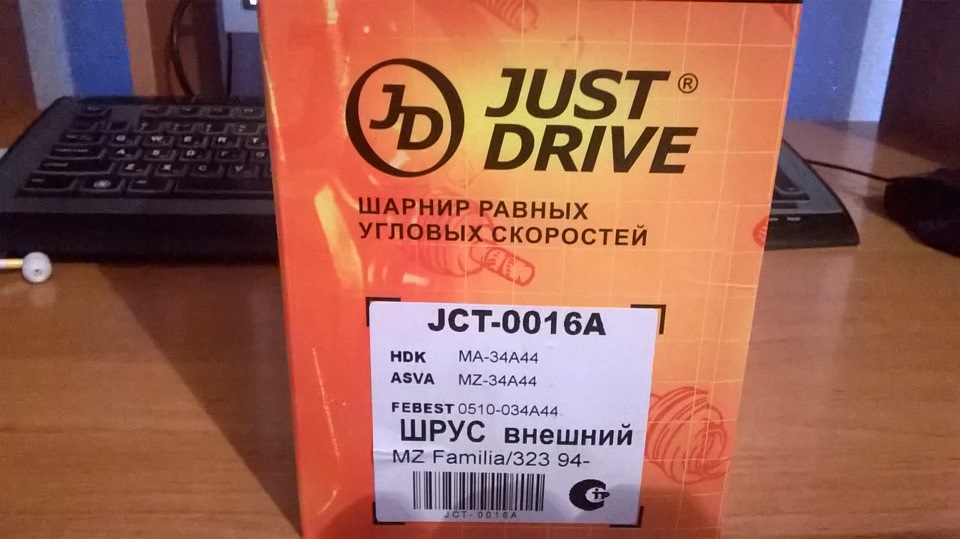 JD
JUST®
DRIVE
ШАРНИР РАВНЫХ
УГЛОВЫХ СКОРОСТЕЙ
JCT-0016A
HDK MA-34A44
ASVA MZ-34A44
FEBEST 0510-034A44
ШРУС внешний
MZ Familia/323 94-
JCT-0016A